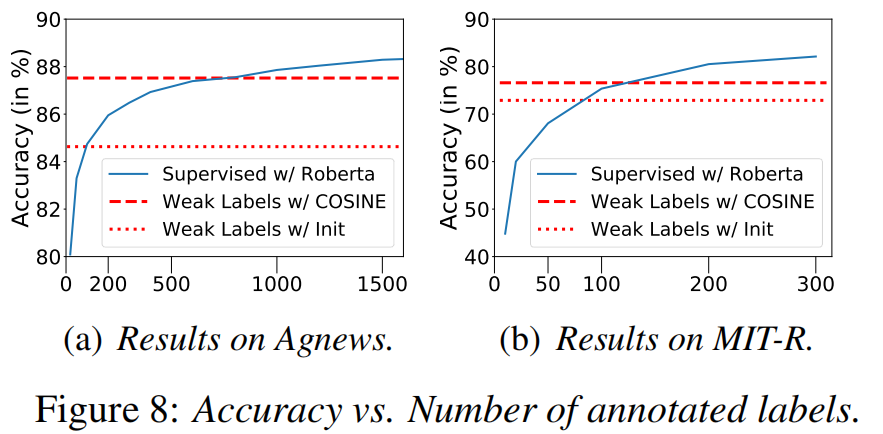 90
88
86
84
82
80
Accuracy (in %)
Supervised w/ Roberta
Weak Labels w/ COSINE
Weak Labels w/ Init
0 200 500 1000 1500
(a) Results on Agnews.
90
80
70
60
50
40
Accuracy (in %)
Supervised w/ Roberta
Weak Labels w/ COSINE
Weak Labels w/ Init
0 50 100 200 300
(b) Results on MIT-R.
Figure 8: Accuracy vs. Number of annotated labels.